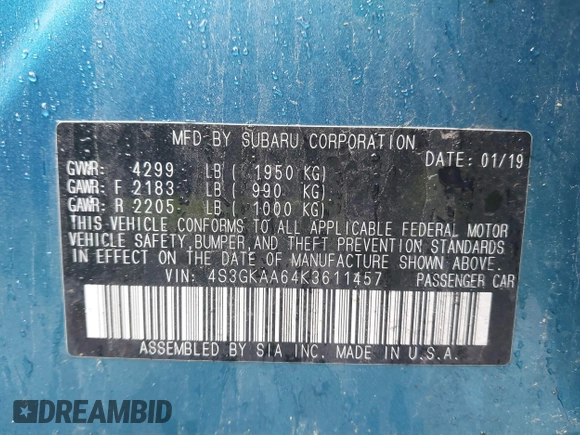 MFD BY SUBARU CORPORATION
GVWR: 4299 LB ( 1950 KG) DATE: 01/19
GAWR: F 2183 LB ( 990 KG)
GAWR: R 2205 LB ( 1000 KG)
THIS VEHICLE CONFORMS TO ALL APPLICABLE FEDERAL MOTOR
VEHICLE SAFETY, BUMPER, AND THEFT PREVENTION STANDARDS
IN EFFECT ON THE DATE OF MANUFACTURE SHOWN ABOVE.
VIN: 4S3GKAA64K3611457 PASSENGER CAR
ASSEMBLED BY SIA INC. MADE IN U.S.A.
DREAMBID